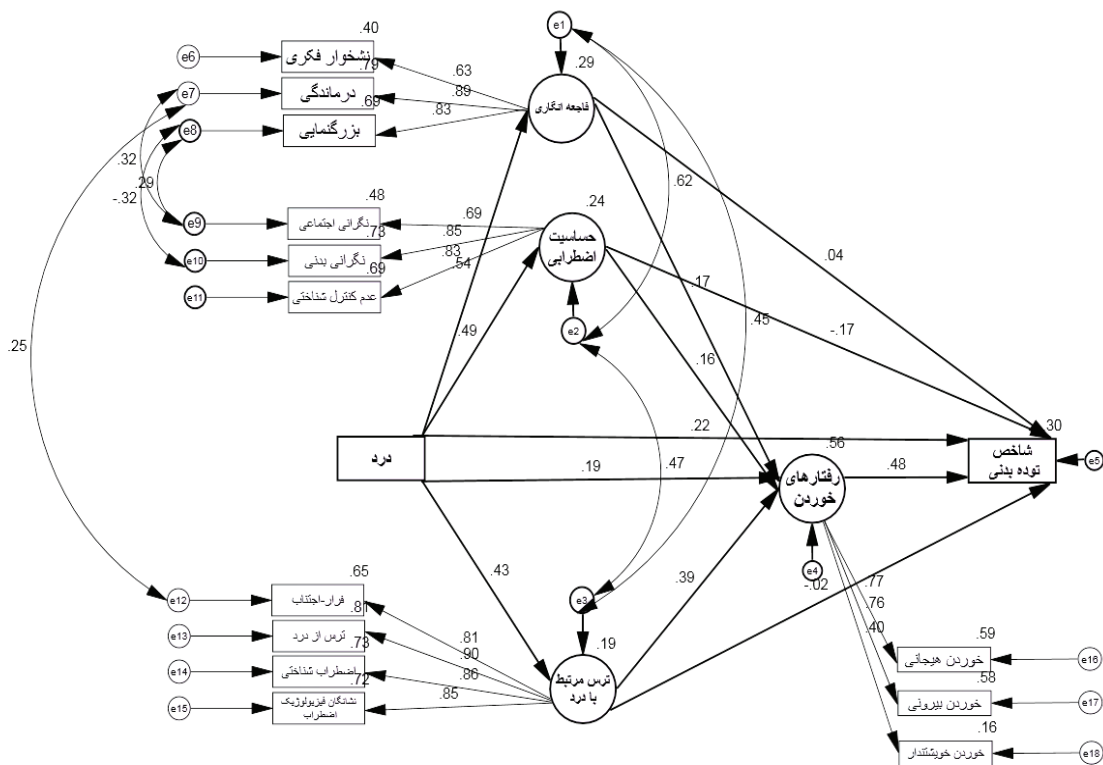 e1
.40
.29
e6
نشخوار فکری
.79
.63
e7
درماندگی
.89
فاجعه انگاری
.69
.83
e8
بزرگنمایی
.32
.29
-.32
.62
.48
.24
.69
e9
نگرانی اجتماعی
حساسیت
اضطرابی
.73
.85
.04
e10
نگرانی بدنی
.83
.69
.54
.17
e11
عدم کنترل شناختی
.45
.25
.49
e2
-.17
.16
.30
.22
.56
درد
شاخص
توده بدنی
e5
.19
.47
رفتارهای
خوردن
.48
.43
.39
e4
-.02
.65
.77
e12
فرار-اجتناب
e3
.76
.81
.40
e13
ترس از درد
.81
.73
.90
.19
.59
e14
اضطراب شناختی
.86
خوردن هیجانی
e16
.72
ترس مرتبط
با درد
.58
e15
نشانگان فیزیولوژیک
اضطراب
.85
خوردن بیرونی
e17
.16
خوردن خویشتندار
e18